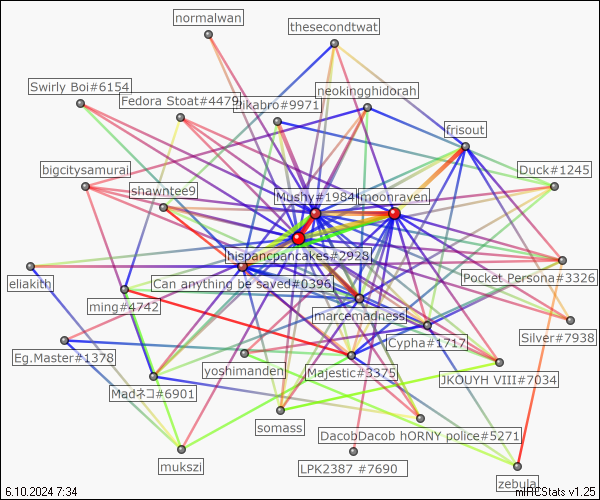 normalwan
thesecondtwat
neokingghidorah
Swirly Boi#6154
Fedora Stoat#4479
Jikabro#9971
frisout
bigcitysamurai
Duck#1245
shawntee9
Mushy#1984
moonraven
hispancpancakes#2928
eliakith
Pocket Persona#3326
Can anything be saved#0396
ming#4742
marcemadness
Silver#7938
Cypha#1717
Eg.Master#1378
yoshimanden
Majestic#3375
JKOUYH VIII#7034
Madネコ#6901
somass
DacobDacob hORNY police#5271
mukszi
LPK2387 #7690
zebula
6.10.2024 7:34
mIRCStats v1.25